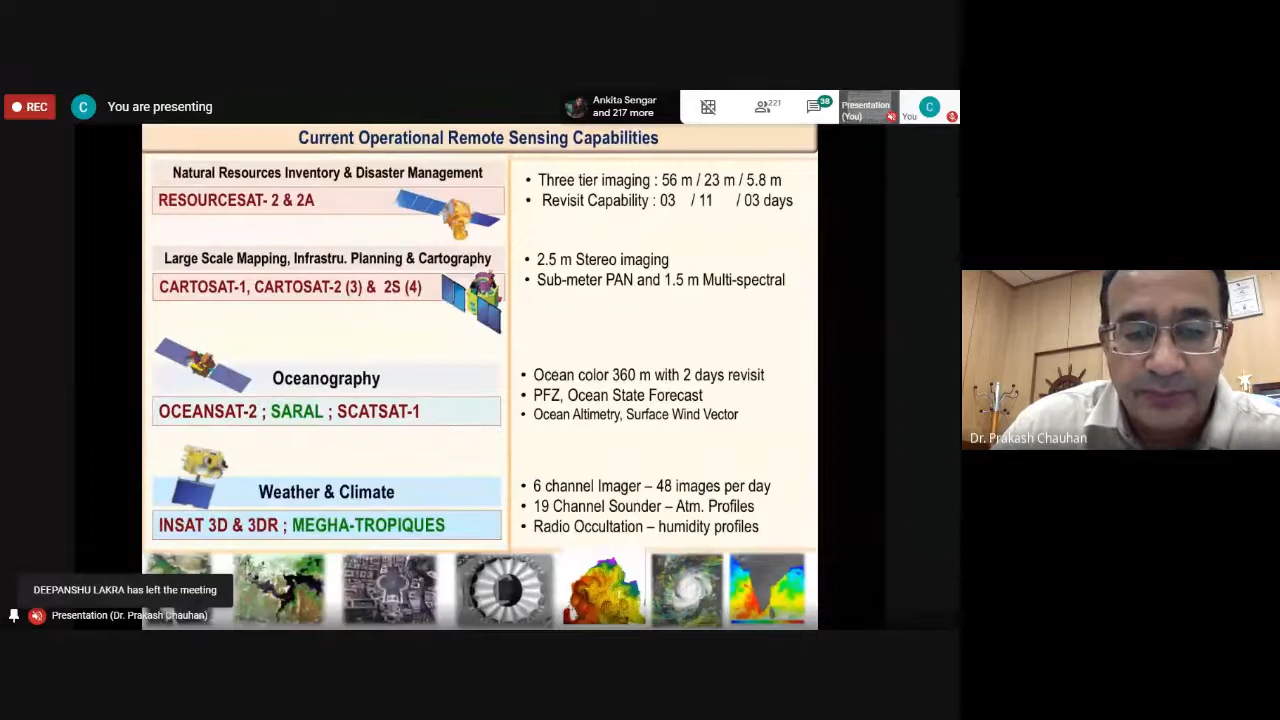 REC
C
You are presenting
Ankita Sengar
and 217 more
221
38
Presentation
(You)
You
C
Current Operational Remote Sensing Capabilities
Natural Resources Inventory & Disaster Management
RESOURCESAT- 2 & 2A
• Three tier imaging : 56 m / 23 m / 5.8 m
• Revisit Capability : 03 / 11 / 03 days
Large Scale Mapping, Infrastru. Planning & Cartography
CARTOSAT-1, CARTOSAT-2 (3) & 2S (4)
• 2.5 m Stereo imaging
• Sub-meter PAN and 1.5 m Multi-spectral
Oceanography
OCEANSAT-2 ; SARAL ; SCATSAT-1
• Ocean color 360 m with 2 days revisit
• PFZ, Ocean State Forecast
• Ocean Altimetry, Surface Wind Vector
Weather & Climate
INSAT 3D & 3DR ; MEGHA-TROPIQUES
• 6 channel Imager – 48 images per day
• 19 Channel Sounder – Atm. Profiles
• Radio Occultation – humidity profiles
DEEPANSHU LAKRA has left the meeting
Presentation (Dr. Prakash Chauhan)
Dr. Prakash Chauhan